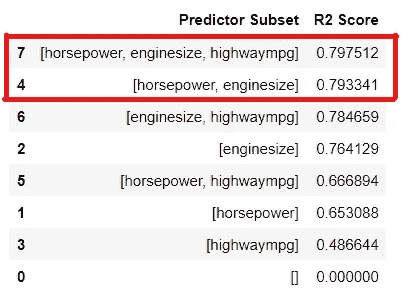 Predictor Subset R2 Score
7 [horsepower, enginesize, highwaympg] 0.797512
4 [horsepower, enginesize] 0.793341
6 [enginesize, highwaympg] 0.784659
2 [enginesize] 0.764129
5 [horsepower, highwaympg] 0.666894
1 [horsepower] 0.653088
3 [highwaympg] 0.486644
0 [] 0.000000